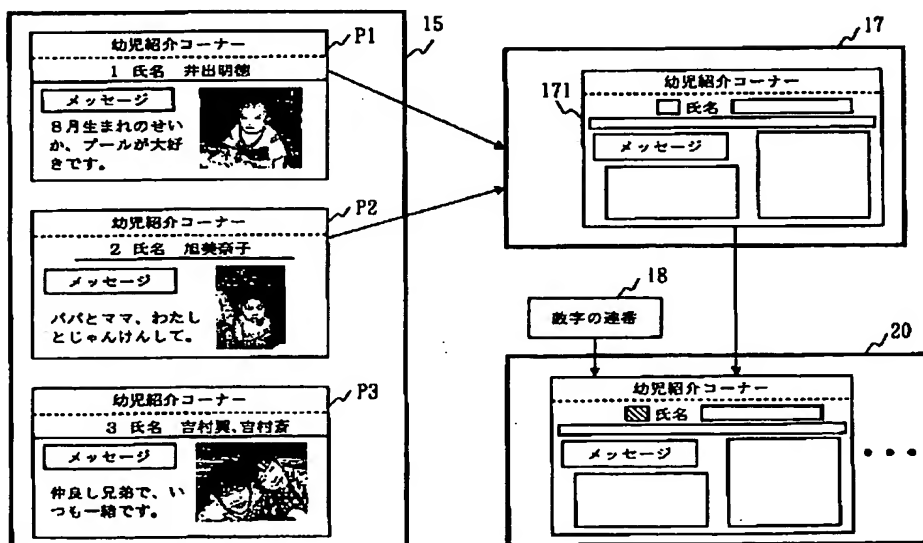 15
幼児紹介コーナー
P1
1 氏名 井出明徳
メッセージ
8月生まれのせい
か、プールが大好
きです。
幼児紹介コーナー
P2
2 氏名 旭美奈子
メッセージ
パパとママ、わたし
とじゃんけんして。
幼児紹介コーナー
P3
3 氏名
メッセージ
仲良し兄弟で、い
つも一緒です。
17
幼児紹介コーナー
171
氏名
メッセージ
18
数字の連番
20
幼児紹介コーナー
氏名
メッセージ